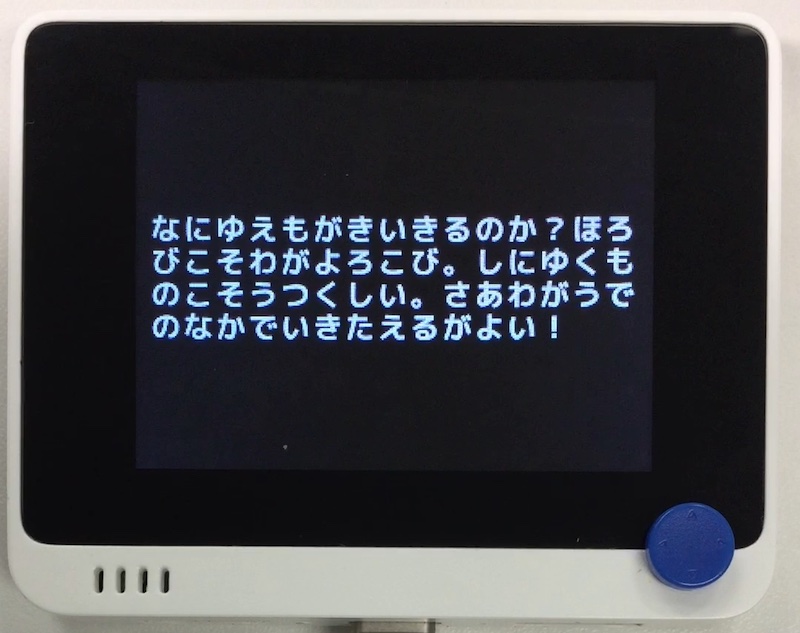 なにゆえもがきいきるのか？ほろ
びこそわがよろこび。しにゆくも
のこそうつくしい。さあわがうで
のなかでいきたえるがよい！